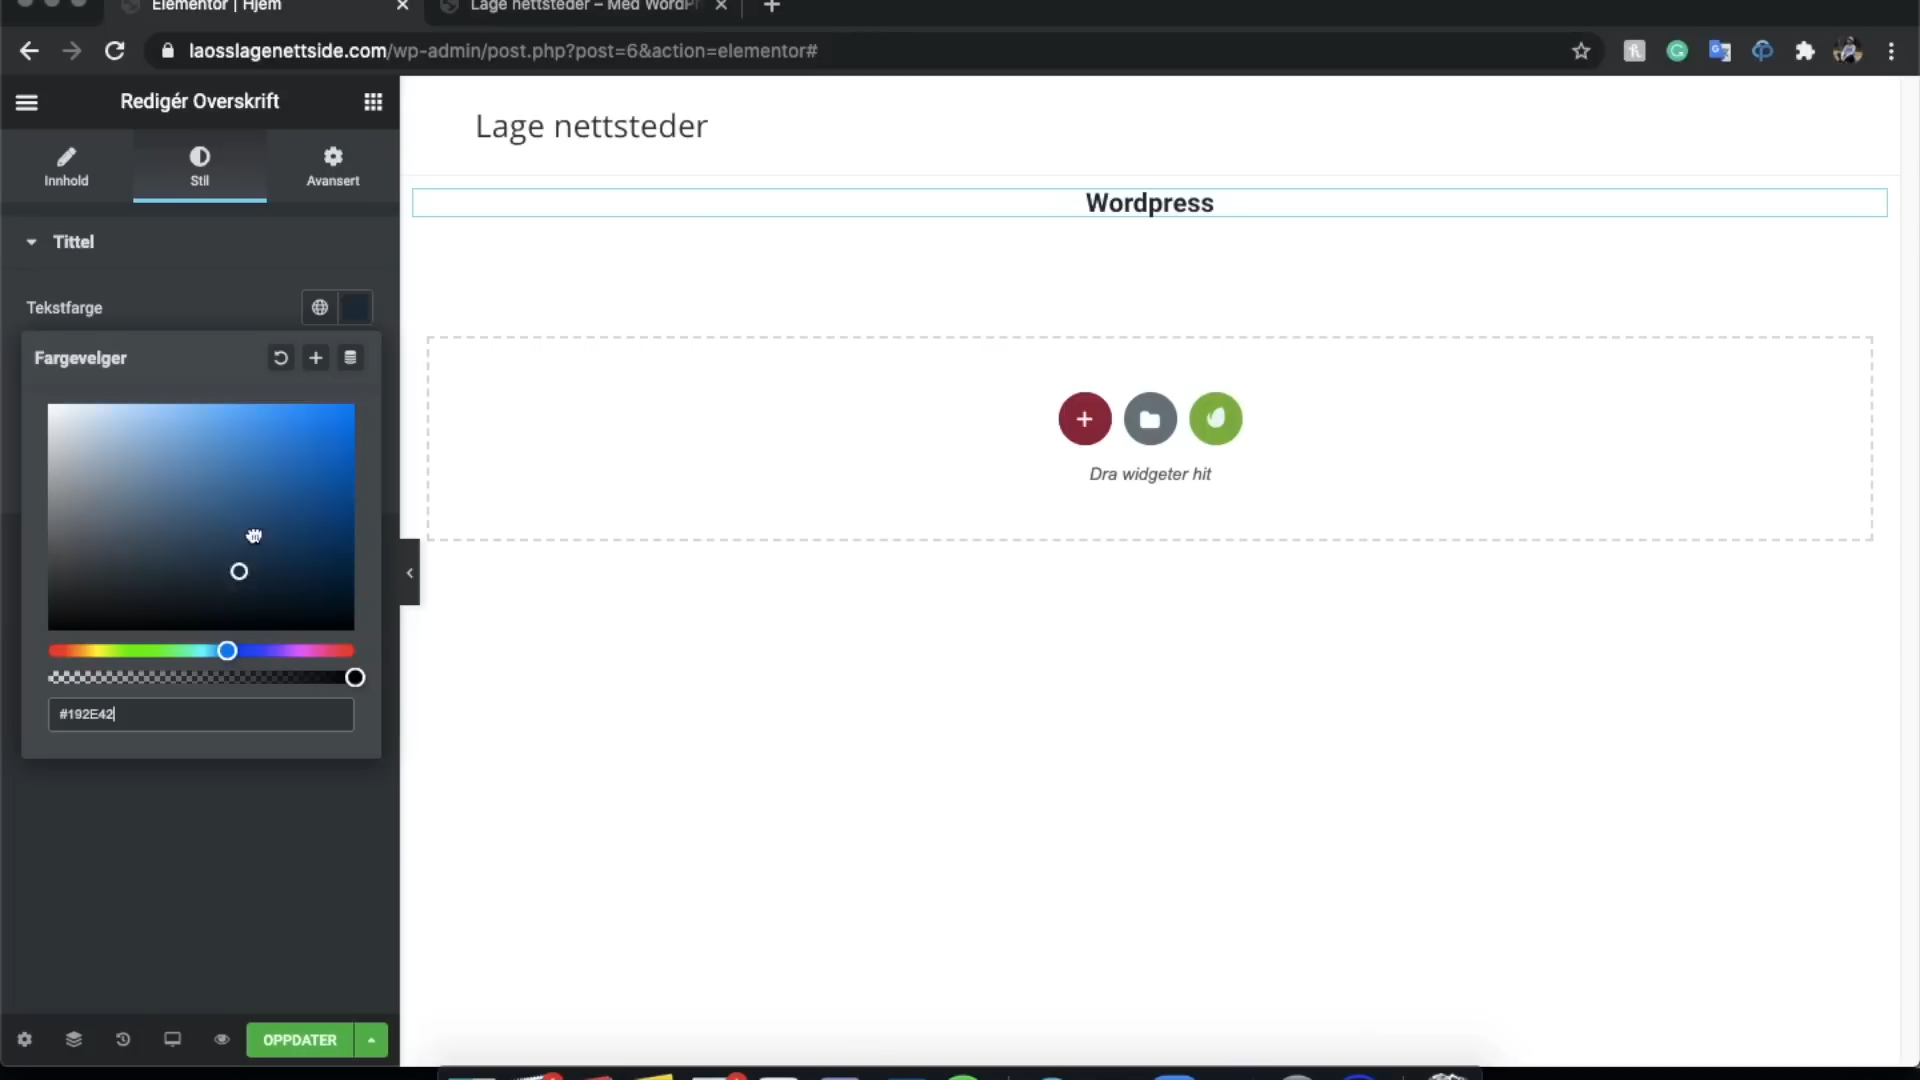 Elementor | Hjem
Lage nettsteder – Med WordPr
laosslagenettside.com/wp-admin/post.php?post=6&action=elementor#
Redigér Overskrift
Innhold
Stil
Avansert
Tittel
Tekstfarge
Fargevelger
#192E42
OPPDATER
Lage nettsteder
Wordpress
Dra widgeter hit